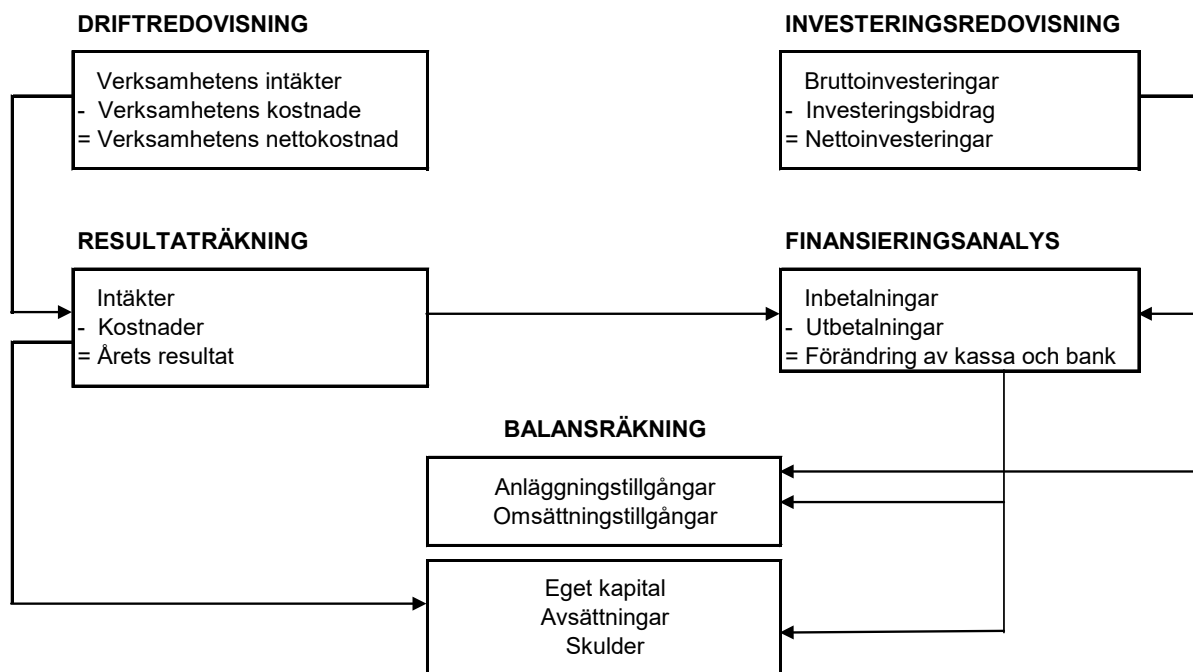 DRIFTREDOVISNING
Verksamhetens intäkter
- Verksamhetens kostnade
= Verksamhetens nettokostnad
INVESTERINGSREDOVISNING
Bruttoinvesteringar
- Investeringsbidrag
= Nettoinvesteringar
RESULTATRÄKNING
Intäkter
- Kostnader
= Årets resultat
FINANSIERINGSANALYS
Inbetalningar
- Utbetalningar
= Förändring av kassa och bank
BALANSRÄKNING
Anläggningstillgångar
Omsättningstillgångar
Eget kapital
Avsättningar
Skulder